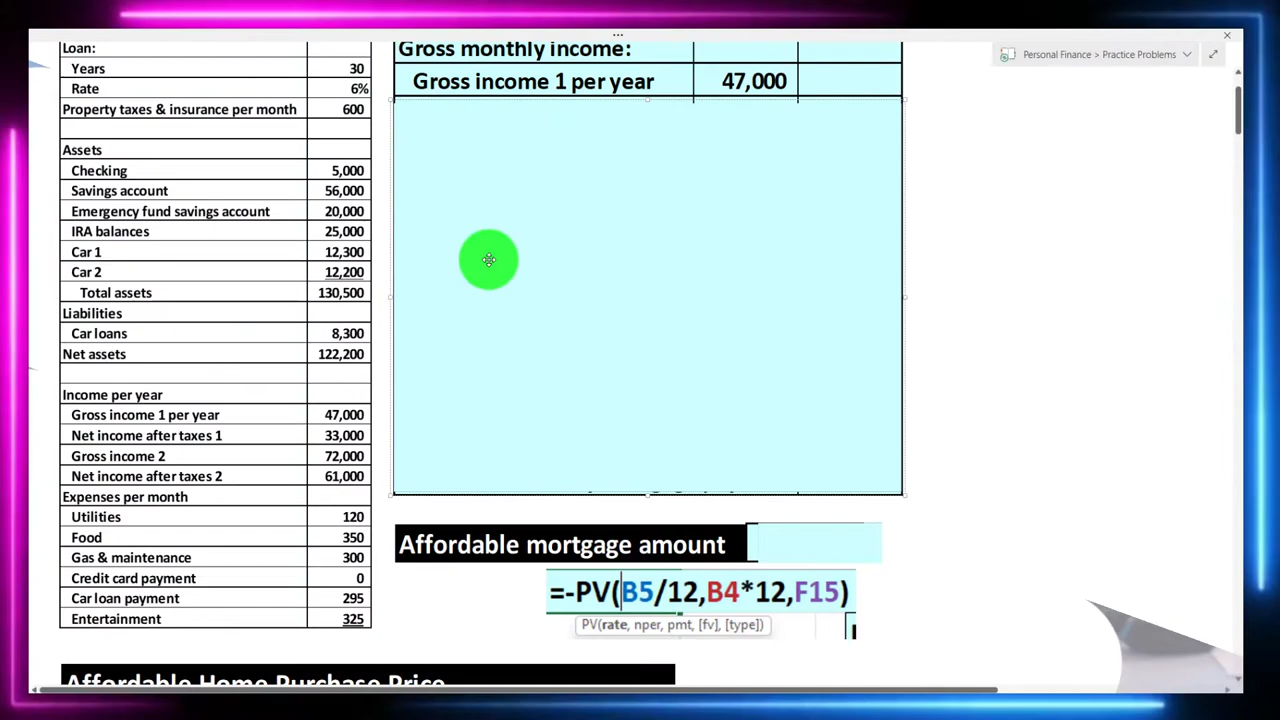 Personal Finance > Practice Problems
Loan:
Years 30
Rate 6%
Property taxes & insurance per month 600
Assets
Checking 5,000
Savings account 56,000
Emergency fund savings account 20,000
IRA balances 25,000
Car 1 12,300
Car 2 12,200
Total assets 130,500
Liabilities
Car loans 8,300
Net assets 122,200
Income per year
Gross income 1 per year 47,000
Net income after taxes 1 33,000
Gross income 2 72,000
Net income after taxes 2 61,000
Expenses per month
Utilities 120
Food 350
Gas & maintenance 300
Credit card payment 0
Car loan payment 295
Entertainment 325
Gross monthly income:
Gross income 1 per year 47,000
Affordable mortgage amount
=-PV(B5/12,B4*12,F15)
PV(rate, nper, pmt, [fv], [type])
Affordable Home Purchase Price